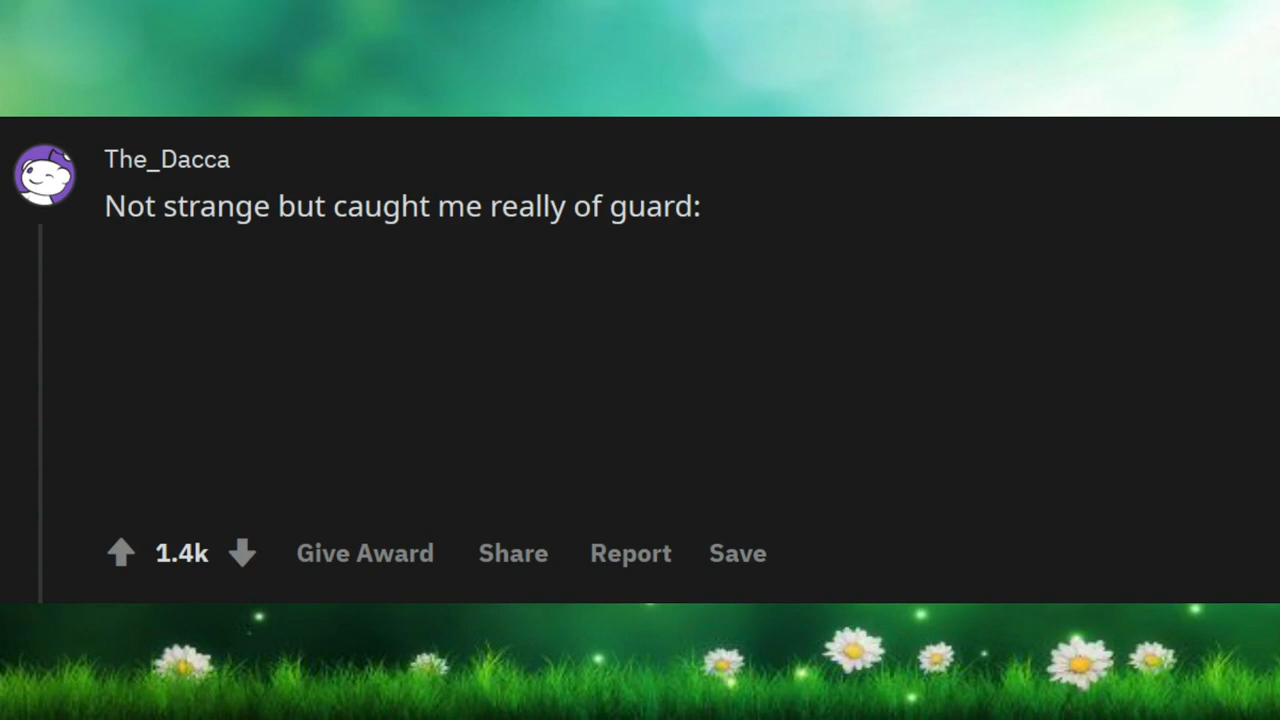 The_Dacca
Not strange but caught me really of guard:
1.4k Give Award Share Report Save